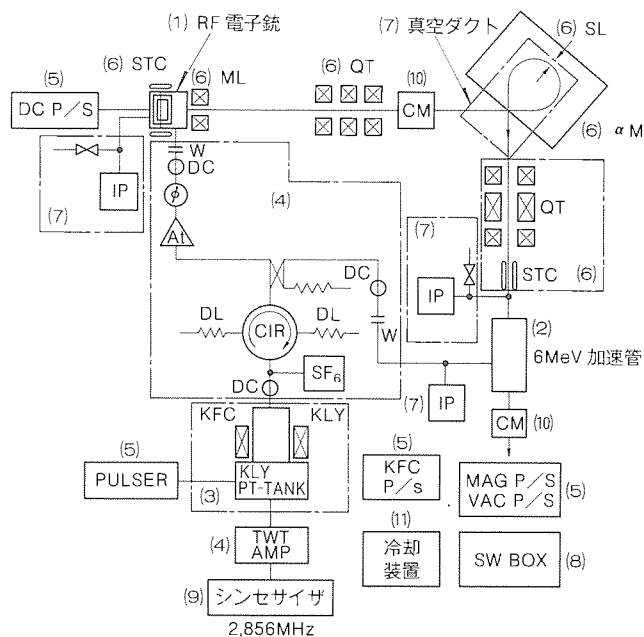 (1) RF 電子銃
(7) 真空ダクト
(6) SL
(6) STC
(6) ML
(6) QT
(5)
DC P/S
(10)
CM
(6) αM
W
DC
(4)
φ
At
IP
(7)
QT
(7)
DC
STC
(6)
IP
DL
DL
CIR
W
(2)
6MeV 加速管
SF₆
DC
(7)
IP
CM
(10)
KFC
KLY
(5)
PULSER
KLY
PT-TANK
(3)
(5)
KFC
P/s
MAG P/S
VAC P/S
(5)
(4)
TWT
AMP
(11)
冷却
装置
SW BOX
(8)
(9)
シンセサイザ
2,856MHz